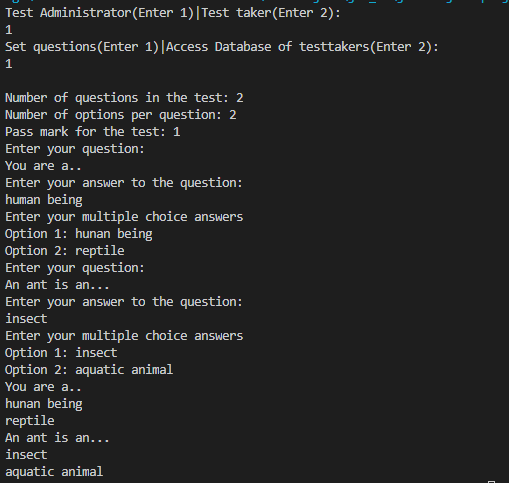 Test Administrator(Enter 1)|Test taker(Enter 2):
1
Set questions(Enter 1)|Access Database of testtakers(Enter 2):
1
Number of questions in the test: 2
Number of options per question: 2
Pass mark for the test: 1
Enter your question:
You are a..
Enter your answer to the question:
human being
Enter your multiple choice answers
Option 1: hunan being
Option 2: reptile
Enter your question:
An ant is an...
Enter your answer to the question:
insect
Enter your multiple choice answers
Option 1: insect
Option 2: aquatic animal
You are a..
hunan being
reptile
An ant is an...
insect
aquatic animal